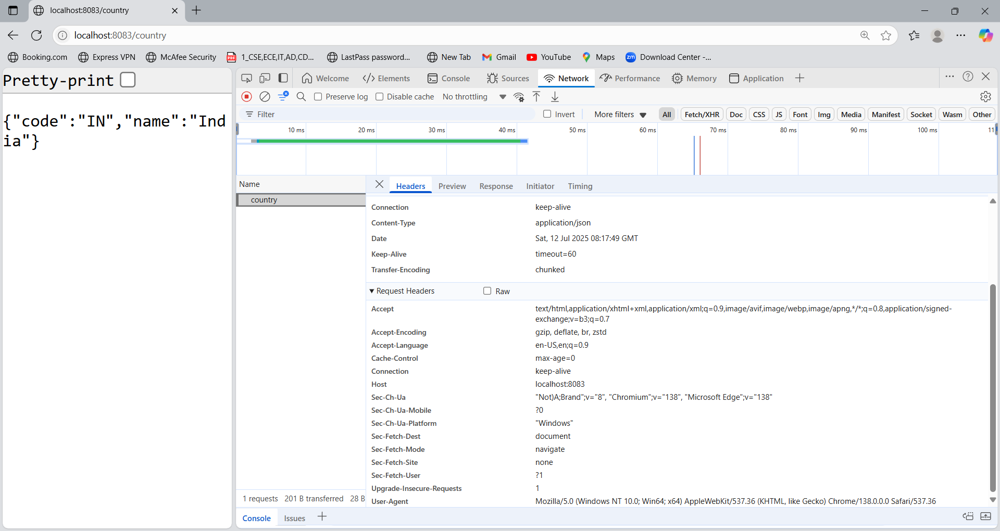 localhost:8083/country
localhost:8083/country
Booking.com Express VPN McAfee Security 1_CSE,ECE,IT,AD,CD... LastPass password... New Tab Gmail YouTube Maps zm Download Center -...
Pretty-print
{"code":"IN","name":"Ind
ia"}
Welcome Elements Console Sources Network Performance Memory Application
Preserve log Disable cache No throttling
Filter Invert More filters All Fetch/XHR Doc CSS JS Font Img Media Manifest Socket Wasm Other
10 ms 20 ms 30 ms 40 ms 50 ms 60 ms 70 ms 80 ms 90 ms 100 ms 11
Name
country
Headers Preview Response Initiator Timing
Connection keep-alive
Content-Type application/json
Date Sat, 12 Jul 2025 08:17:49 GMT
Keep-Alive timeout=60
Transfer-Encoding chunked
Request Headers Raw
Accept text/html,application/xhtml+xml,application/xml;q=0.9,image/avif,image/webp,image/apng,*/*;q=0.8,application/signed-
exchange;v=b3;q=0.7
Accept-Encoding gzip, deflate, br, zstd
Accept-Language en-US,en;q=0.9
Cache-Control max-age=0
Connection keep-alive
Host localhost:8083
Sec-Ch-Ua "Not)A;Brand";v="8", "Chromium";v="138", "Microsoft Edge";v="138"
Sec-Ch-Ua-Mobile ?0
Sec-Ch-Ua-Platform "Windows"
Sec-Fetch-Dest document
Sec-Fetch-Mode navigate
Sec-Fetch-Site none
Sec-Fetch-User ?1
Upgrade-Insecure-Requests 1
User-Agent Mozilla/5.0 (Windows NT 10.0; Win64; x64) AppleWebKit/537.36 (KHTML, like Gecko) Chrome/138.0.0.0 Safari/537.36
1 requests 201 B transferred 28 B
Console Issues